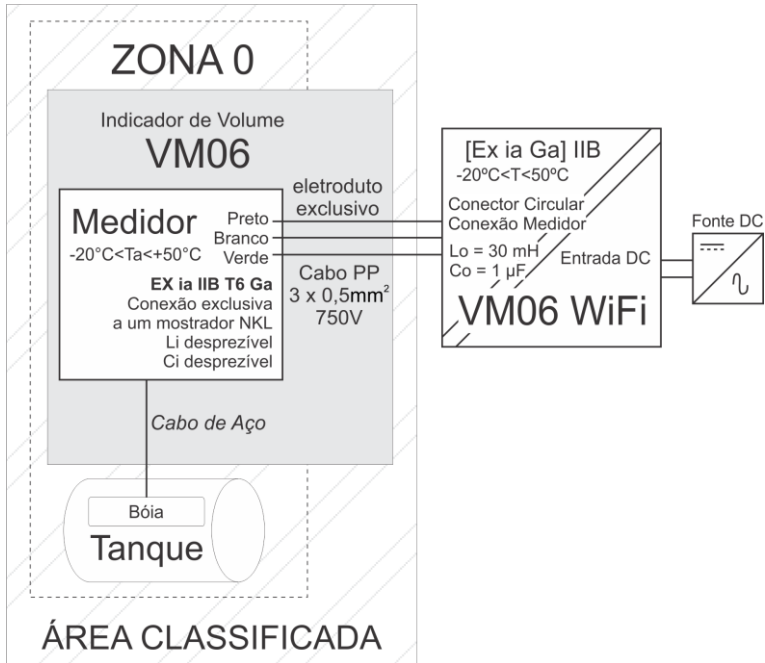 ZONA 0
Indicador de Volume
VM06
Medidor
-20°C<Ta<+50°C
Preto
Branco
Verde
EX ia IIB T6 Ga
Conexão exclusiva
a um mostrador NKL
Li desprezível
Ci desprezível
eletroduto
exclusivo
Cabo PP
3 x 0,5mm²
750V
Cabo de Aço
Bóia
Tanque
ÁREA CLASSIFICADA
[Ex ia Ga] IIB
-20ºC<T<50ºC
Conector Circular
Conexão Medidor
Lo = 30 mH
Co = 1 µF
Entrada DC
VM06 WiFi
Fonte DC